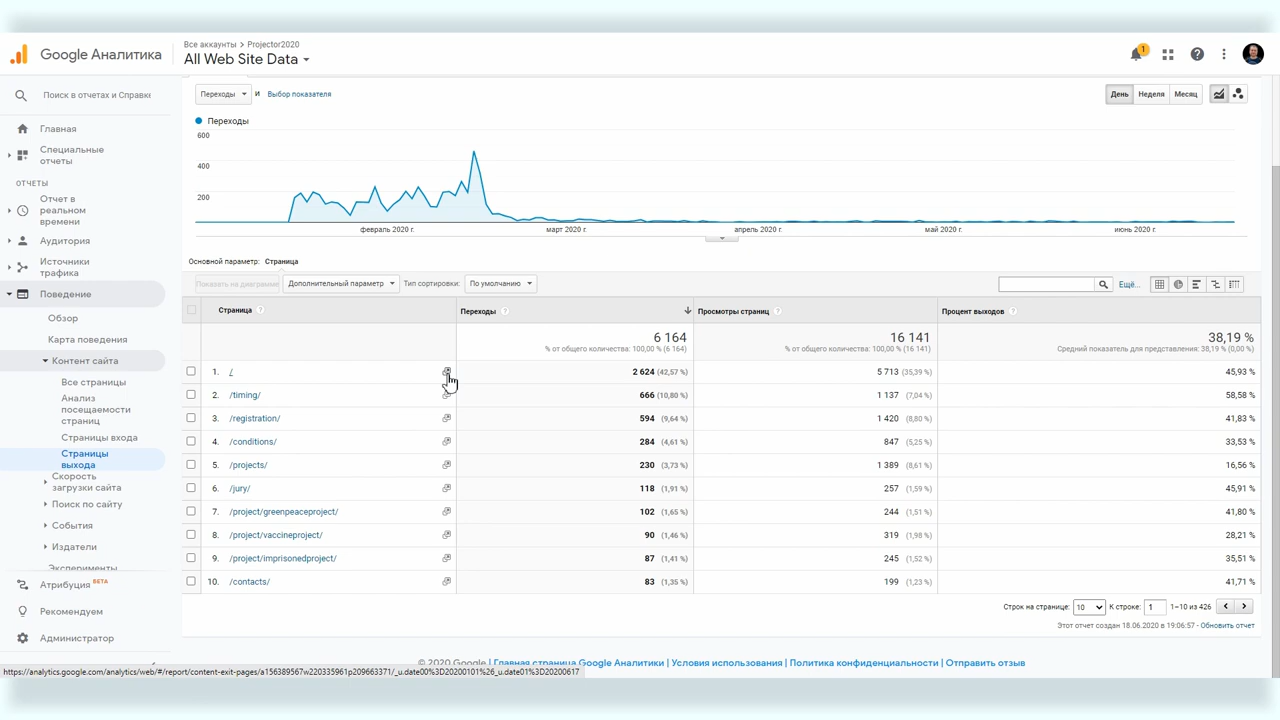 Google Аналитика
Все аккаунты > Projector2020
All Web Site Data
1
Поиск в отчетах и Справке
Главная
Специальные
отчеты
ОТЧЕТЫ
Отчет в
реальном
времени
Аудитория
Источники
трафика
Поведение
Обзор
Карта поведения
Контент сайта
Все страницы
Анализ
посещаемости
страниц
Страницы входа
Страницы
выхода
Скорость
загрузки сайта
Поиск по сайту
События
Издатели
Эксперименты
Атрибуция BETA
Рекомендуем
Администратор
Переходы и Выбор показателя
День Неделя Месяц
Переходы
600
400
200
февраль 2020 г. март 2020 г. апрель 2020 г. май 2020 г. июнь 2020 г.
Основной параметр: Страница
Показать на диаграмме Дополнительный параметр Тип сортировки: По умолчанию Ещё...
Страница Переходы Просмотры страниц Процент выходов
6 164 16 141 38,19 %
% от общего количества: 100,00 % (6 164) % от общего количества: 100,00 % (16 141) Средний показатель для представления: 38,19 % (0,00 %)
1. / 2 624 (42,57 %) 5 713 (35,39 %) 45,93 %
2. /timing/ 666 (10,80 %) 1 137 (7,04 %) 58,58 %
3. /registration/ 594 (9,64 %) 1 420 (8,80 %) 41,83 %
4. /conditions/ 284 (4,61 %) 847 (5,25 %) 33,53 %
5. /projects/ 230 (3,73 %) 1 389 (8,61 %) 16,56 %
6. /jury/ 118 (1,91 %) 257 (1,59 %) 45,91 %
7. /project/greenpeaceproject/ 102 (1,65 %) 244 (1,51 %) 41,80 %
8. /project/vaccineproject/ 90 (1,46 %) 319 (1,98 %) 28,21 %
9. /project/imprisonedproject/ 87 (1,41 %) 245 (1,52 %) 35,51 %
10. /contacts/ 83 (1,35 %) 199 (1,23 %) 41,71 %
Строк на странице: 10 К строке: 1 1–10 из 426
Этот отчет создан 18.06.2020 в 19:06:57 - Обновить отчет
© 2020 Google | Главная страница Google Аналитики | Условия использования | Политика конфиденциальности | Отправить отзыв
https://analytics.google.com/analytics/web/#/report/content-exit-pages/a156389567w220335961p209663371/_u.date00%3D20200101%26_u.date01%3D20200617